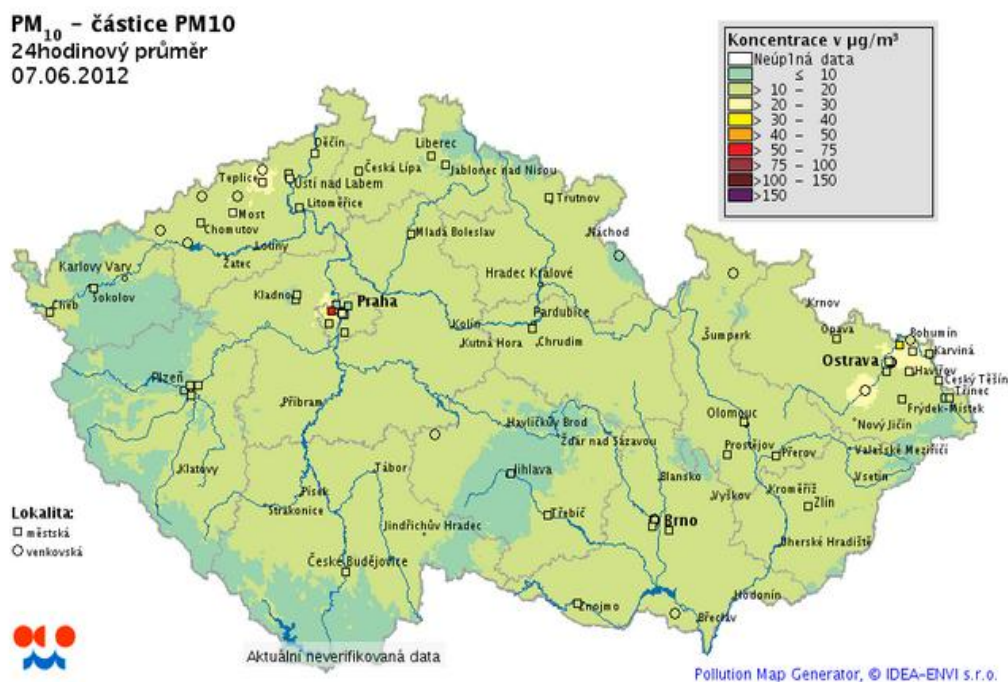 PM₁₀ - částice PM10
24hodinový průměr
07.06.2012
Koncentrace v µg/m³
Neúplná data
≤ 10
> 10 - 20
> 20 - 30
> 30 - 40
> 40 - 50
> 50 - 75
> 75 - 100
>100 - 150
>150
Děčín
Liberec
Teplice
Česká Lípa
Jablonec nad Nisou
Ústí nad Labem
Most
Litoměřice
Trutnov
Chomutov
Mladá Boleslav
Náchod
Louny
Žatec
Karlovy Vary
Hradec Králové
Sokolov
Cheb
Kladno
Praha
Krnov
Pardubice
Kolín
Opava
Bohumín
Kutná Hora
Chrudim
Šumperk
Karviná
Ostrava
Havířov
Český Těšín
Plzeň
Třinec
Příbram
Frýdek-Místek
Olomouc
Nový Jičín
Havlíčkův Brod
Žďár nad Sázavou
Prostějov
Přerov
Valešské Meziříčí
Klatovy
Tábor
Jihlava
Blansko
Vsetín
Písek
Vyškov
Kroměříž
Strakonice
Zlín
Třebíč
Jindřichův Hradec
Brno
Uherské Hradiště
České Budějovice
Hodonín
Znojmo
Břeclav
Lokalita:
městská
venkovská
Aktuální neverifikovaná data
Pollution Map Generator, © IDEA-ENVI s.r.o.